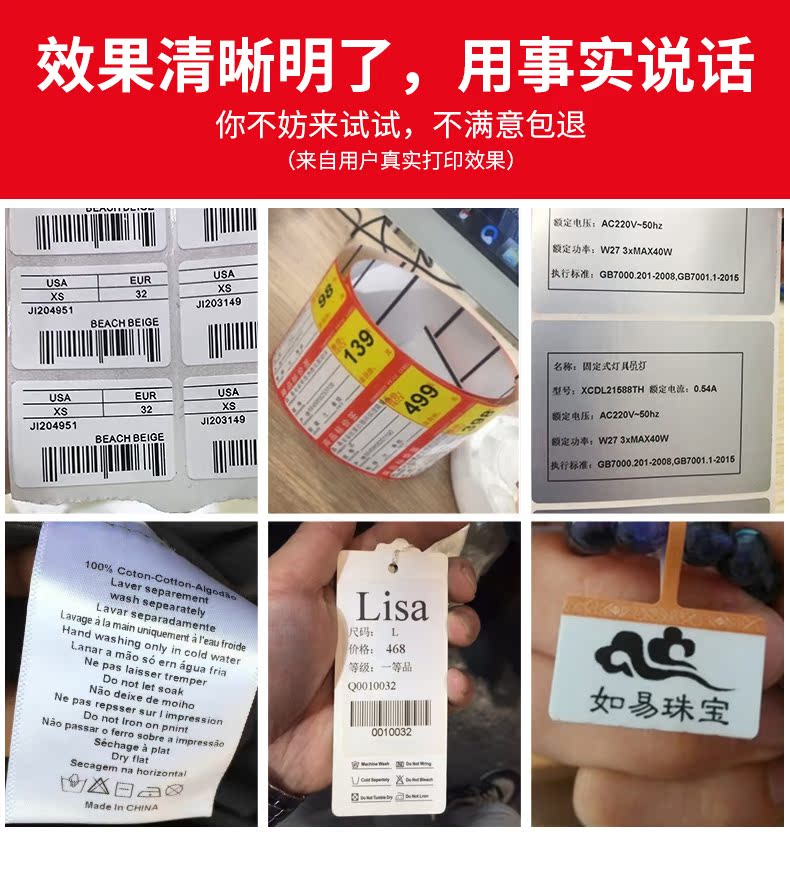 效果清晰明了，用事实说话
你不妨来试试，不满意包退
（来自用户真实打印效果）
BEACH BEIGE
USA EUR
XS 32
JI204951
BEACH BEIGE
USA
XS
JI203149
USA EUR
XS 32
JI204951
BEACH BEIGE
USA
XS
JI203149
98
139
499
398
额定电压： AC220V~50hz
额定功率： W27 3xMAX40W
执行标准： GB7000.201-2008,GB7001.1-2015
名称： 固定式灯具吊灯
型号： XCDL21588TH 额定电流： 0.54A
额定电压： AC220V~50hz
额定功率： W27 3xMAX40W
执行标准： GB7000.201-2008,GB7001.1-2015
100% Coton-Cotton-Algodão
Laver separement
wash sepearately
Lavar separadamente
Lavage à la main uniquement à l'eau froide
Hand washing only in cold water
Lanar a mão só ern água fria
Ne pas laisser tremper
Do not let soak
Não deixe de moiho
Ne pas repsser sur l impression
Do not Iron on pnint
Não passar o ferro sobre a impressão
Séchage à plat
Dry flat
Secagem na horizontal
Made In CHINA
Lisa
尺码： L
价格： 468
等级： 一等品
Q0010032
0010032
Machine Wash Do Not Wring
Cold Sepertely Do Not Bleach
Do Not Tumble Dry Do Not Lron
如易珠宝